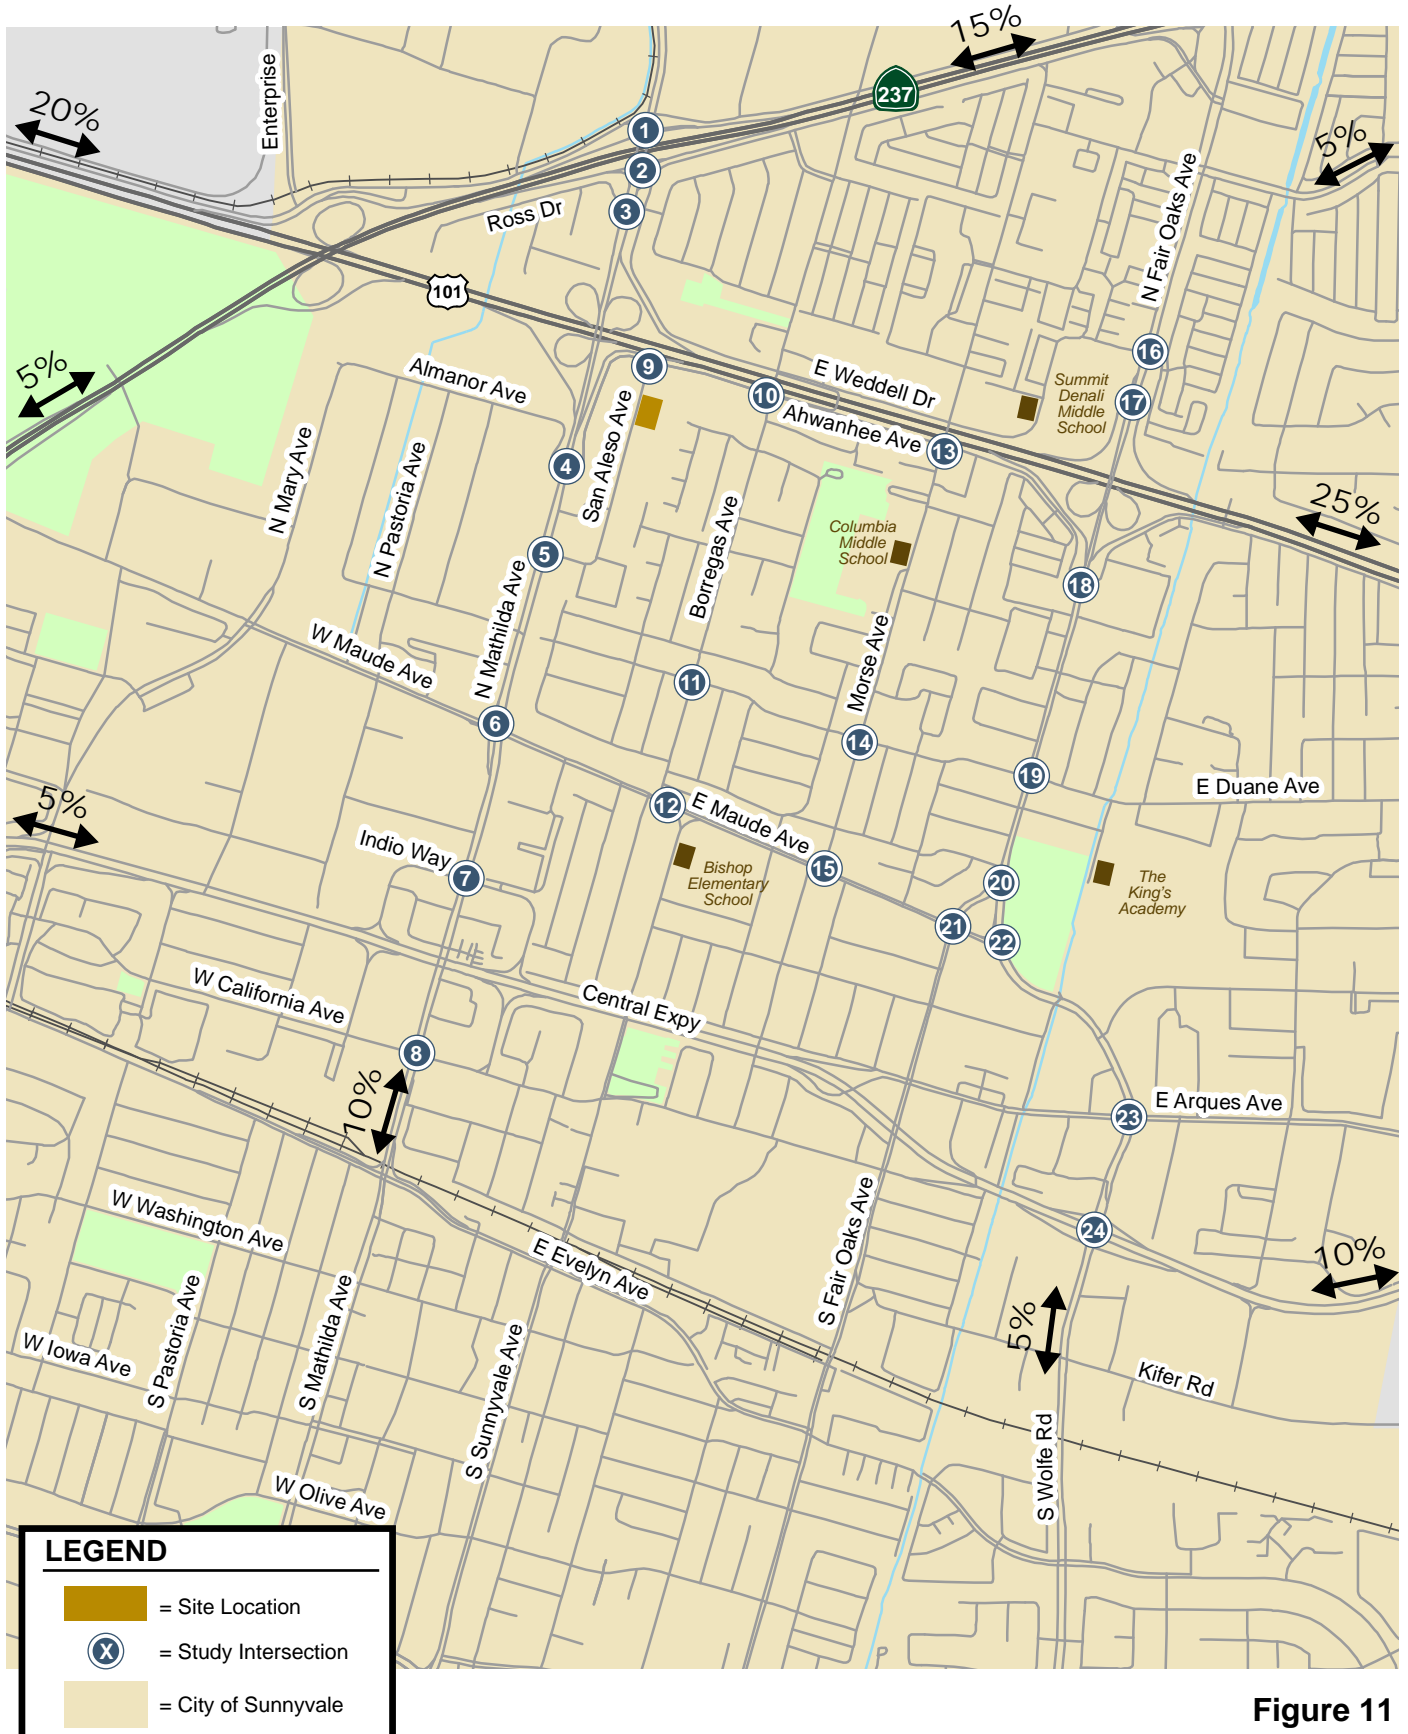 15%
237
20%
Enterprise
1
5%
2
Ross Dr
3
N Fair Oaks Ave
101
5%
Almanor Ave
9
E Weddell Dr
16
Summit
Denali
Middle
School
10
17
Ahwanhee Ave
N Mary Ave
N Pastoria Ave
4
San Aleso Ave
13
25%
Borregas Ave
Columbia
Middle
School
5
18
N Mathilda Ave
W Maude Ave
11
Morse Ave
6
14
19
E Duane Ave
5%
12
E Maude Ave
Indio Way
7
Bishop
Elementary
School
15
20
The
King's
Academy
21
22
W California Ave
Central Expy
8
10%
E Arques Ave
23
W Washington Ave
S Fair Oaks Ave
24
E Evelyn Ave
10%
S Pastoria Ave
S Mathilda Ave
5%
W Iowa Ave
S Sunnyvale Ave
Kifer Rd
S Wolfe Rd
W Olive Ave
LEGEND
= Site Location
X
= Study Intersection
= City of Sunnyvale
Figure 11